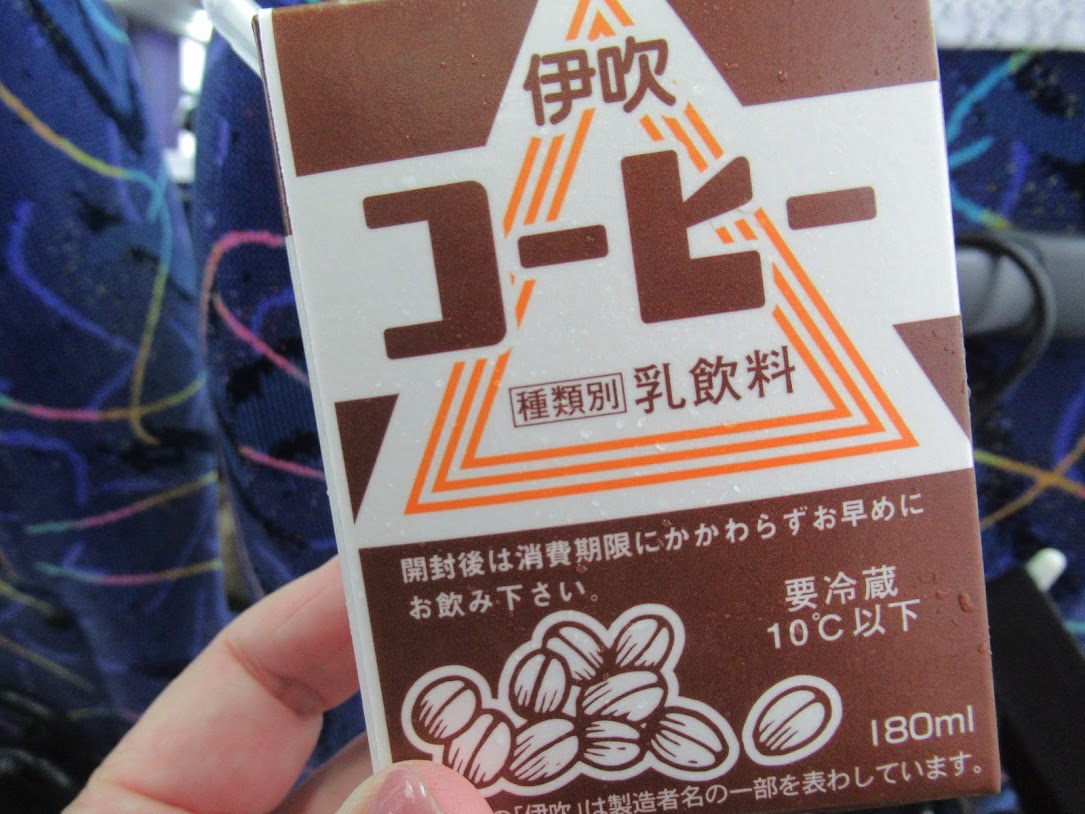 伊吹
コーヒー
種類別 乳飲料
開封後は消費期限にかかわらずお早めに
お飲み下さい。
要冷蔵
10℃以下
180ml
の「伊吹」は製造者名の一部を表わしています。